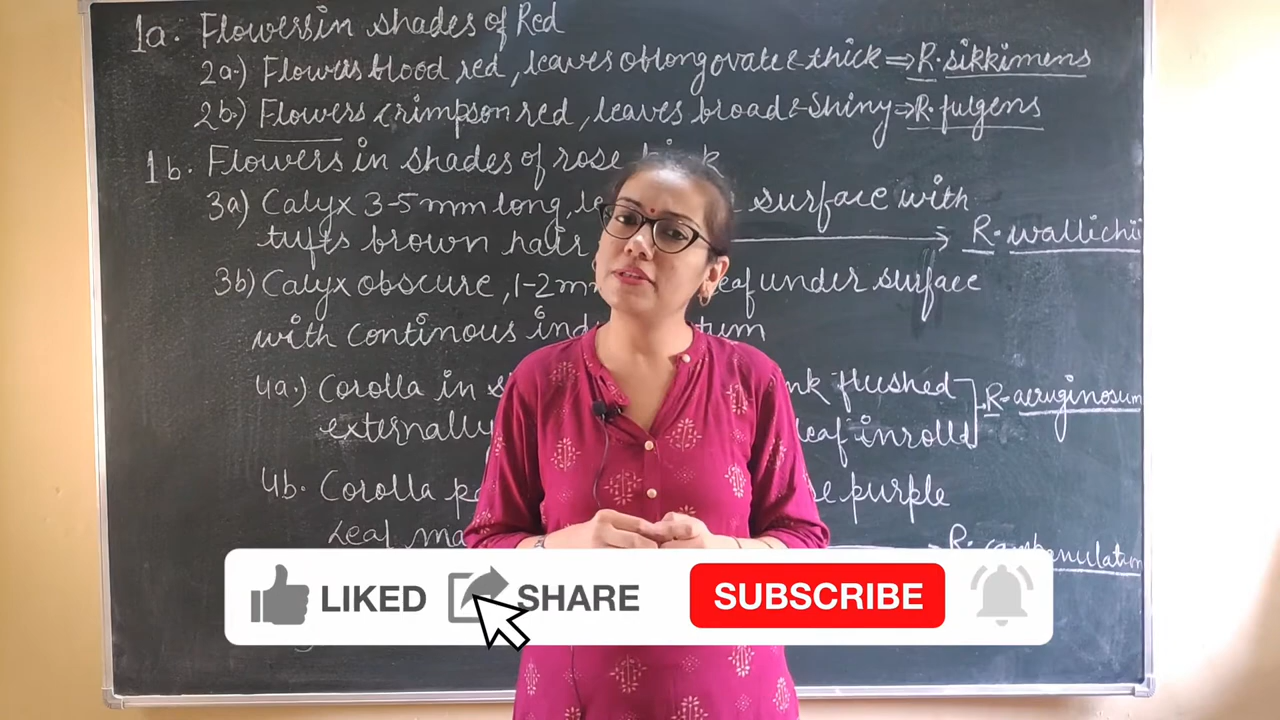 1a. Flowers in shades of Red
2a.) Flowers blood red, leaves oblong ovate & thick ⇒ R. sikkimens
2b) Flowers crimpson red, leaves broad & Shiny ⇒ R. fulgens
1b. Flowers in shades of rose
3a) Calyx 3-5 mm long, surface with
tufts brown hair → R. wallichii
3b) Calyx obscure, 1-2 under surface
with continous
4a.) Corolla in flushed
externally leaf inrolld R. aeruginosum
4b. Corolla purple
Leaf R. campanulatum
LIKED SHARE SUBSCRIBE